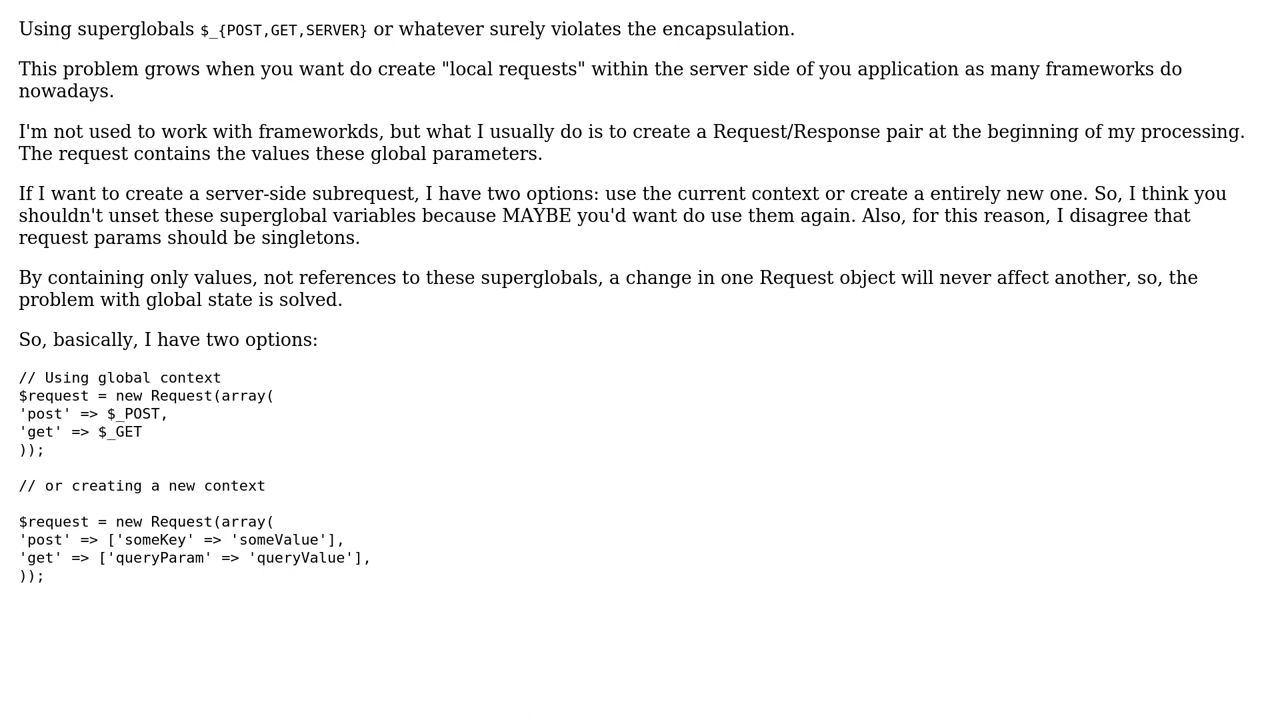 Using superglobals $_{POST,GET,SERVER} or whatever surely violates the encapsulation.
This problem grows when you want do create "local requests" within the server side of you application as many frameworks do
nowadays.
I'm not used to work with frameworkds, but what I usually do is to create a Request/Response pair at the beginning of my processing.
The request contains the values these global parameters.
If I want to create a server-side subrequest, I have two options: use the current context or create a entirely new one. So, I think you
shouldn't unset these superglobal variables because MAYBE you'd want do use them again. Also, for this reason, I disagree that
request params should be singletons.
By containing only values, not references to these superglobals, a change in one Request object will never affect another, so, the
problem with global state is solved.
So, basically, I have two options:
// Using global context
$request = new Request(array(
'post' => $_POST,
'get' => $_GET
));
// or creating a new context
$request = new Request(array(
'post' => ['someKey' => 'someValue'],
'get' => ['queryParam' => 'queryValue'],
));